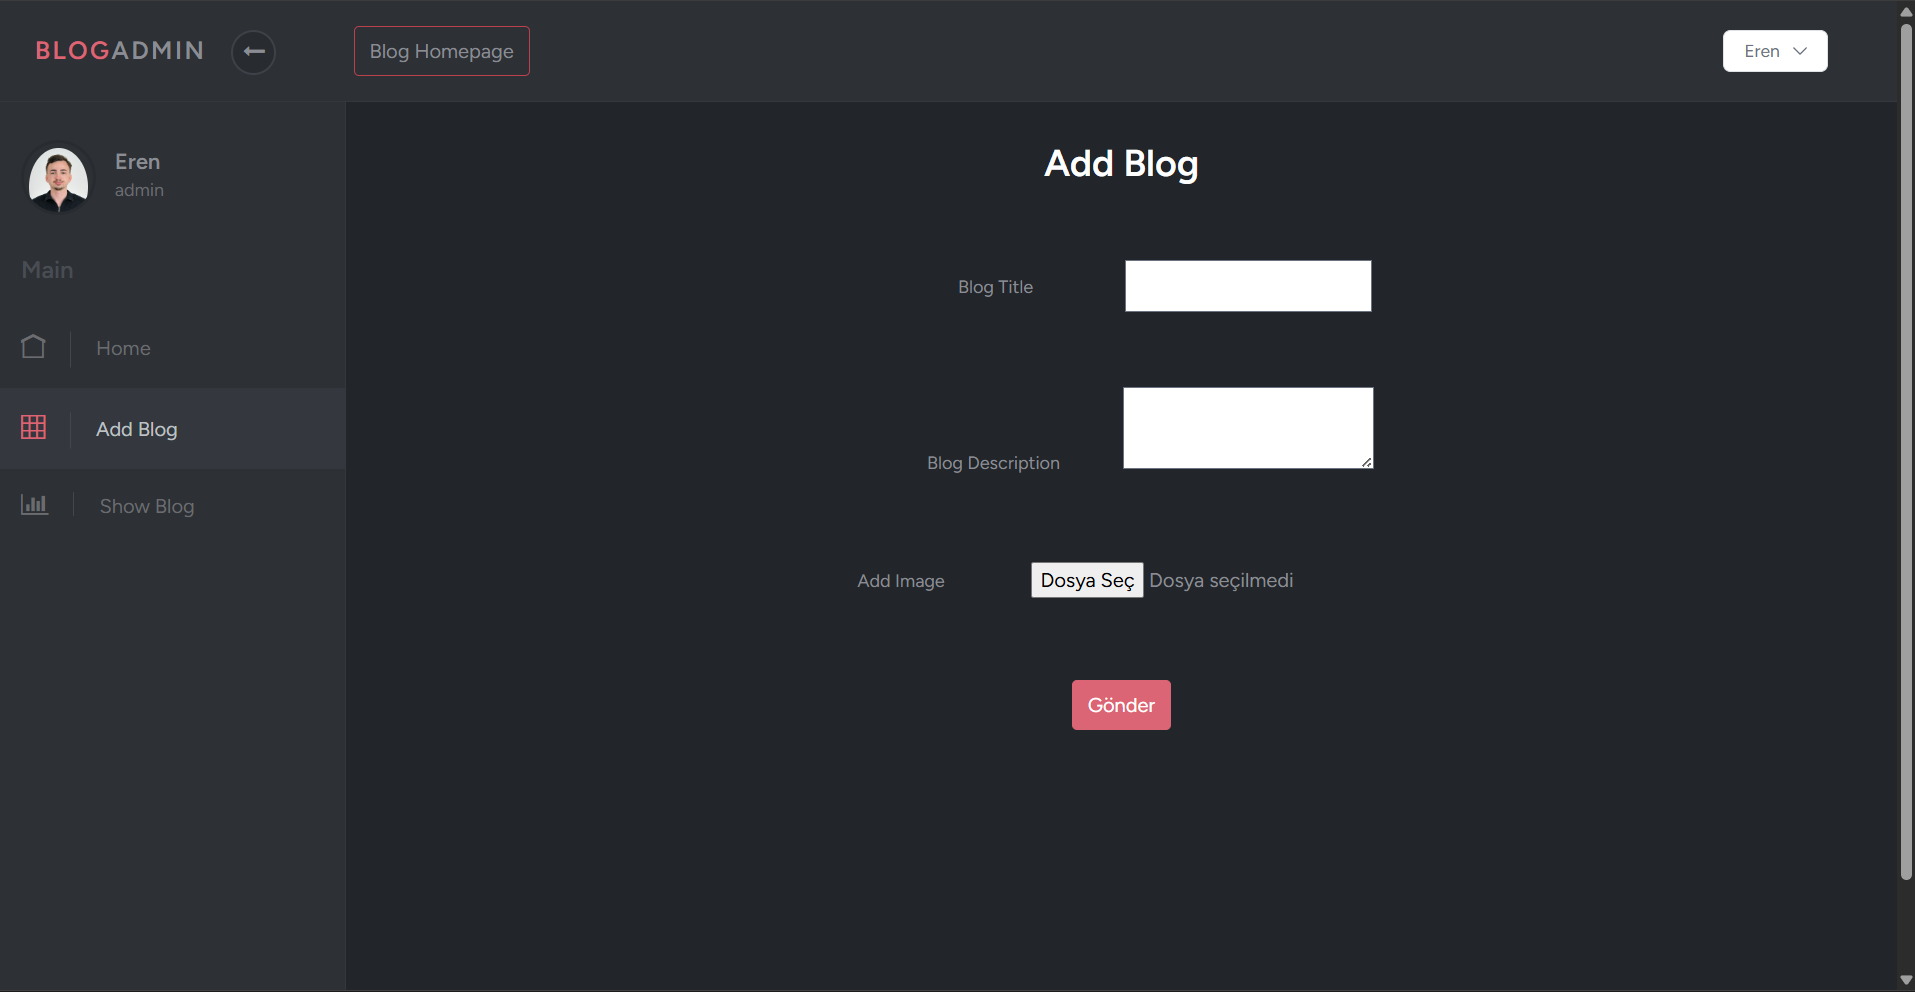 BLOGADMIN
Blog Homepage
Eren
Eren
admin
Main
Home
Add Blog
Show Blog
Add Blog
Blog Title
Blog Description
Add Image
Dosya Seç Dosya seçilmedi
Gönder